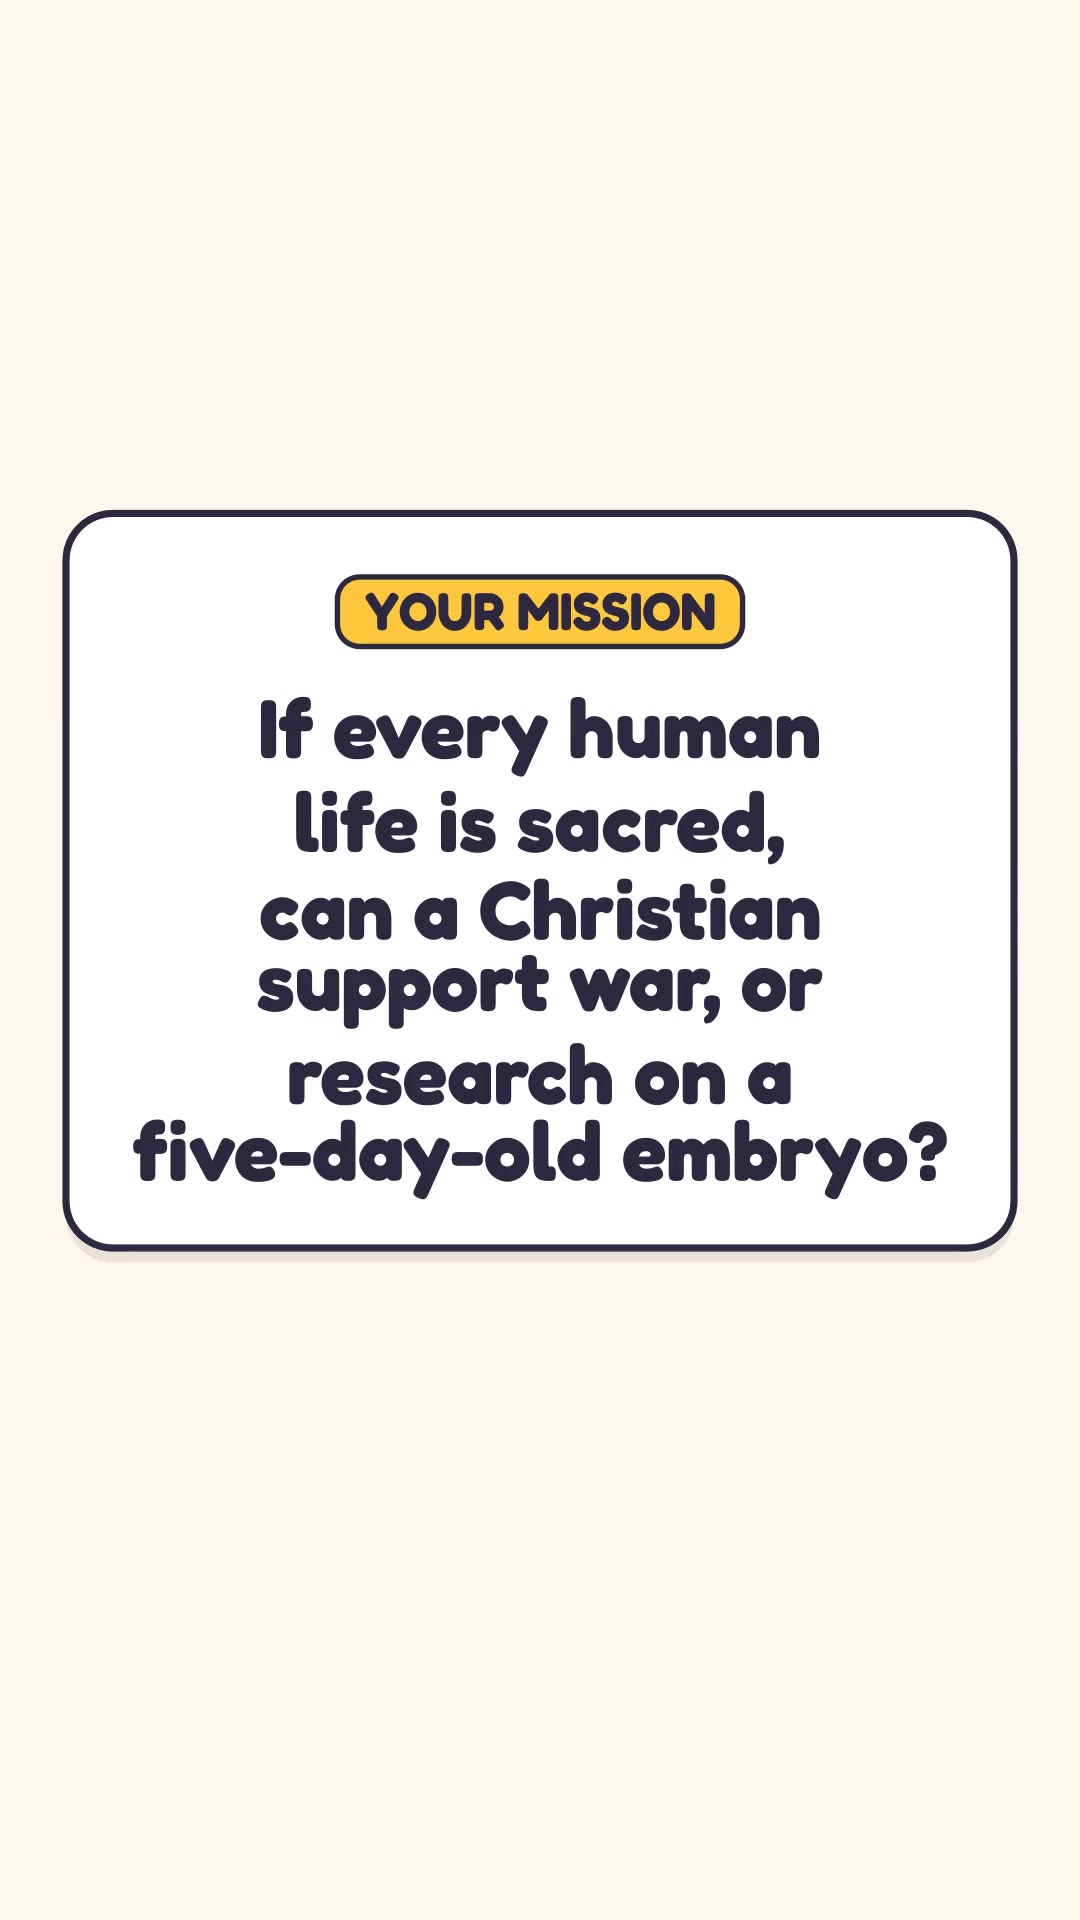 YOUR MISSION
If every human
life is sacred,
can a Christian
support war, or
research on a
five-day-old embryo?